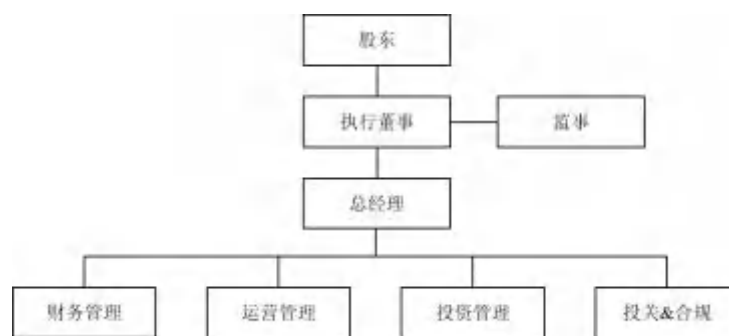 股东
执行董事
监事
总经理
财务管理
运营管理
投资管理
投关&合规